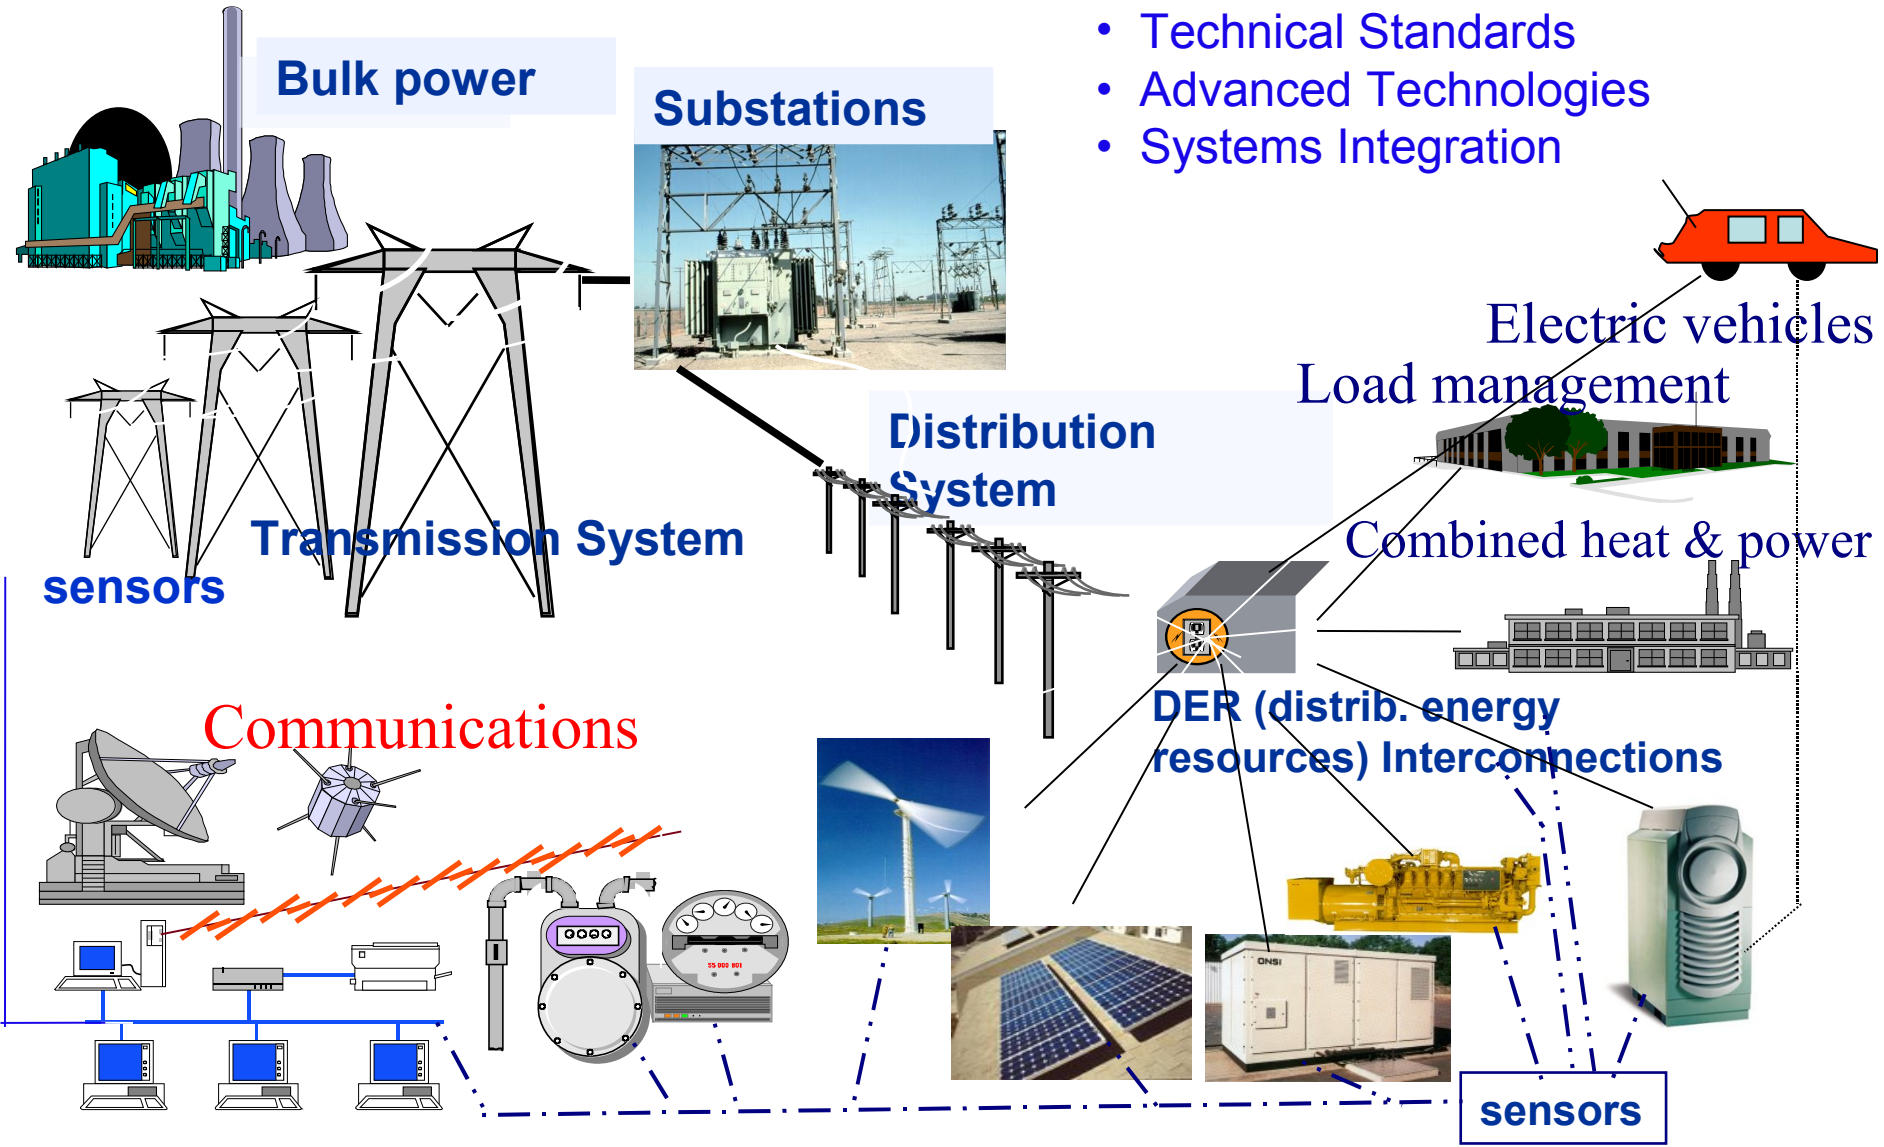 • Technical Standards
• Advanced Technologies
• Systems Integration
Bulk power
Substations
Electric vehicles
Load management
Distribution
System
Combined heat & power
Transmission System
sensors
DER (distrib. energy
resources) Interconnections
Communications
ONSI
sensors